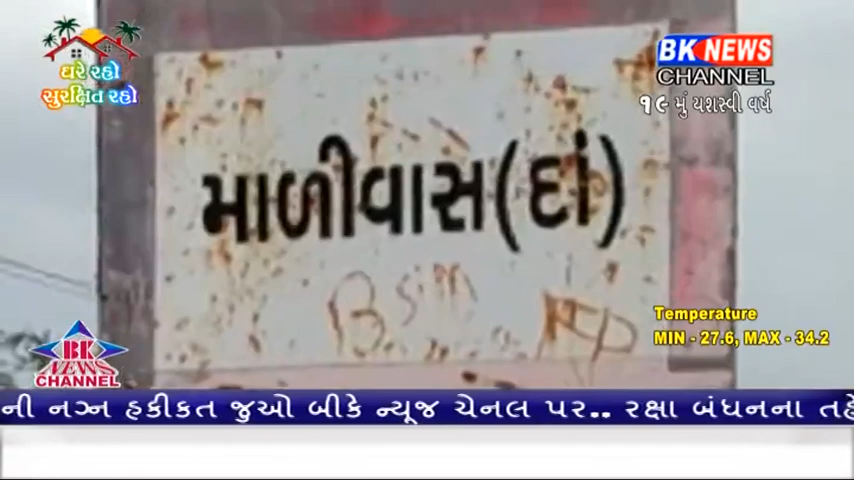 ઘરે રહો
સુરક્ષિત રહો
BK NEWS
CHANNEL
૧૯ મું યશસ્વી વર્ષ
માળીવાસ(દાં)
Temperature
MIN - 27.6, MAX - 34.2
BK
NEWS
CHANNEL
ની નગ્ન હકીકત જુઓ બીકે ન્યૂજ ચેનલ પર.. રક્ષા બંધનના